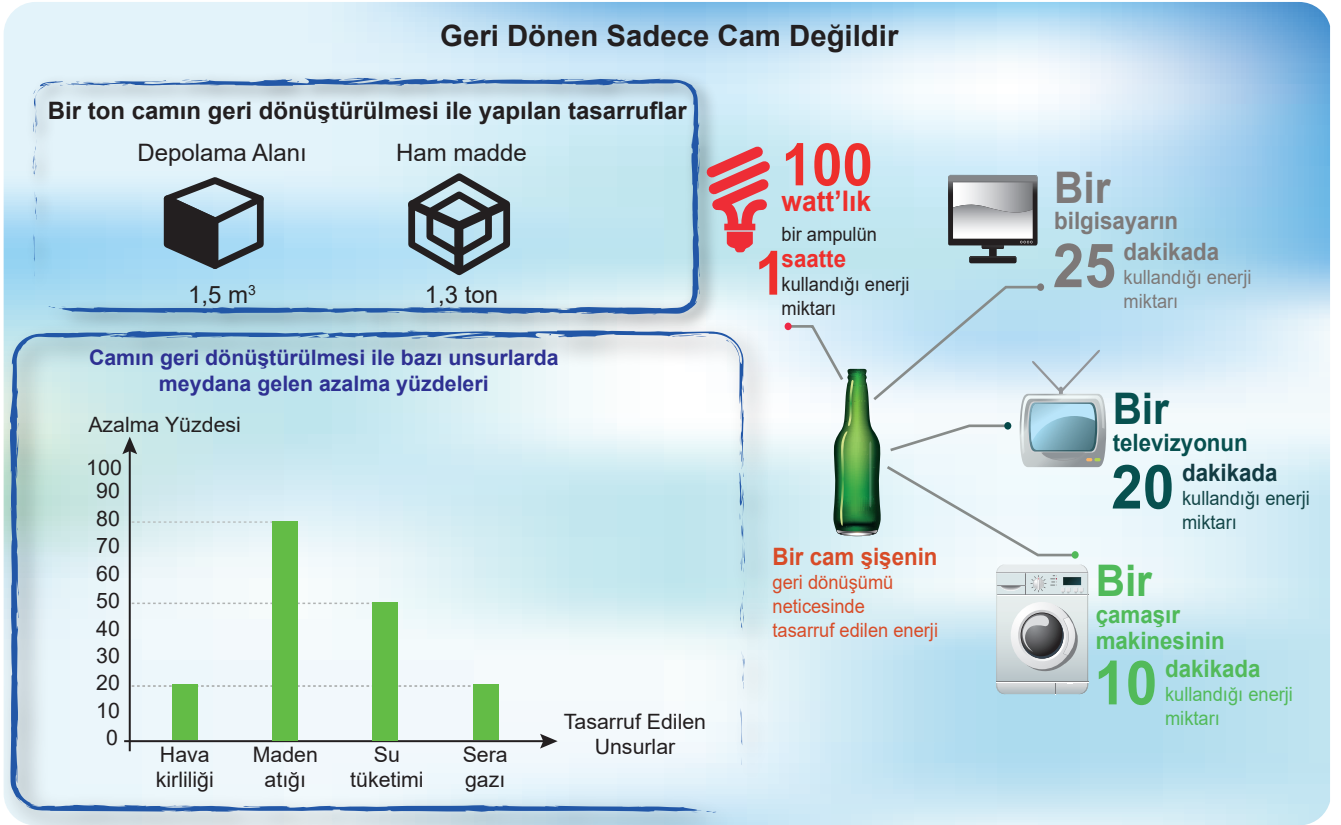 Geri Dönen Sadece Cam Değildir
Bir ton camın geri dönüştürülmesi ile yapılan tasarruflar
Depolama Alanı
1,5 m³
Ham madde
1,3 ton
Camın geri dönüştürülmesi ile bazı unsurlarda
meydana gelen azalma yüzdeleri
Azalma Yüzdesi
100
90
80
70
60
50
40
30
20
10
0
Hava
kirliliği
Maden
atığı
Su
tüketimi
Sera
gazı
Tasarruf Edilen
Unsurlar
100
watt’lık
bir ampulün
1 saatte
kullandığı enerji
miktarı
Bir
bilgisayarın
25 dakikada
kullandığı enerji
miktarı
Bir
televizyonun
20 dakikada
kullandığı enerji
miktarı
Bir
çamaşır
makinesinin
10 dakikada
kullandığı enerji
miktarı
Bir cam şişenin
geri dönüşümü
neticesinde
tasarruf edilen enerji